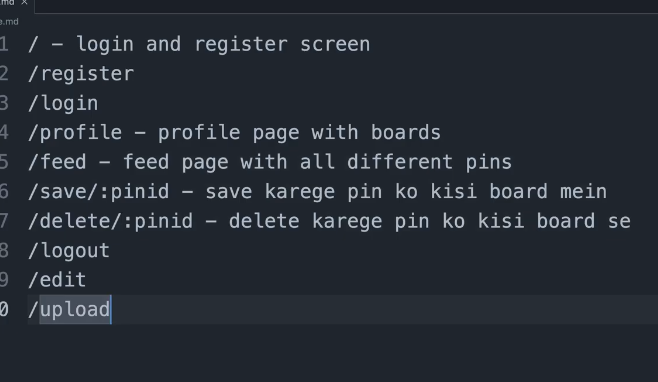 .md ×
e.md
1 / - login and register screen
2 /register
3 /login
4 /profile - profile page with boards
5 /feed - feed page with all different pins
6 /save/:pinid - save karege pin ko kisi board mein
7 /delete/:pinid - delete karege pin ko kisi board se
8 /logout
9 /edit
0 /upload